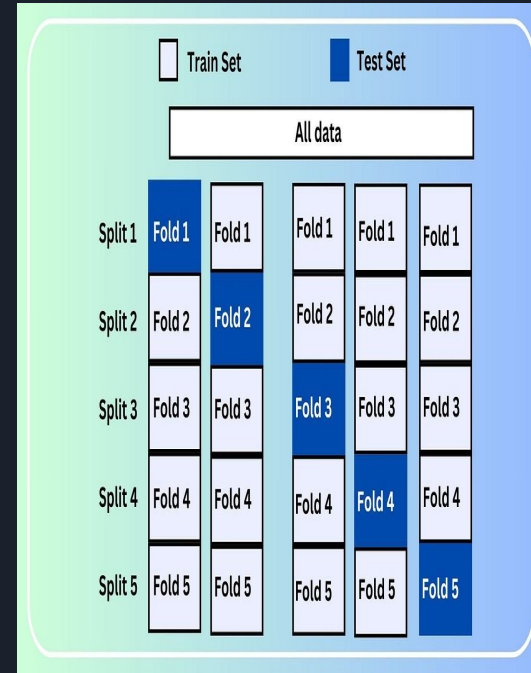 Train Set Test Set
All data
Split 1 Fold 1 Fold 1 Fold 1 Fold 1 Fold 1
Split 2 Fold 2 Fold 2 Fold 2 Fold 2 Fold 2
Split 3 Fold 3 Fold 3 Fold 3 Fold 3 Fold 3
Split 4 Fold 4 Fold 4 Fold 4 Fold 4 Fold 4
Split 5 Fold 5 Fold 5 Fold 5 Fold 5 Fold 5